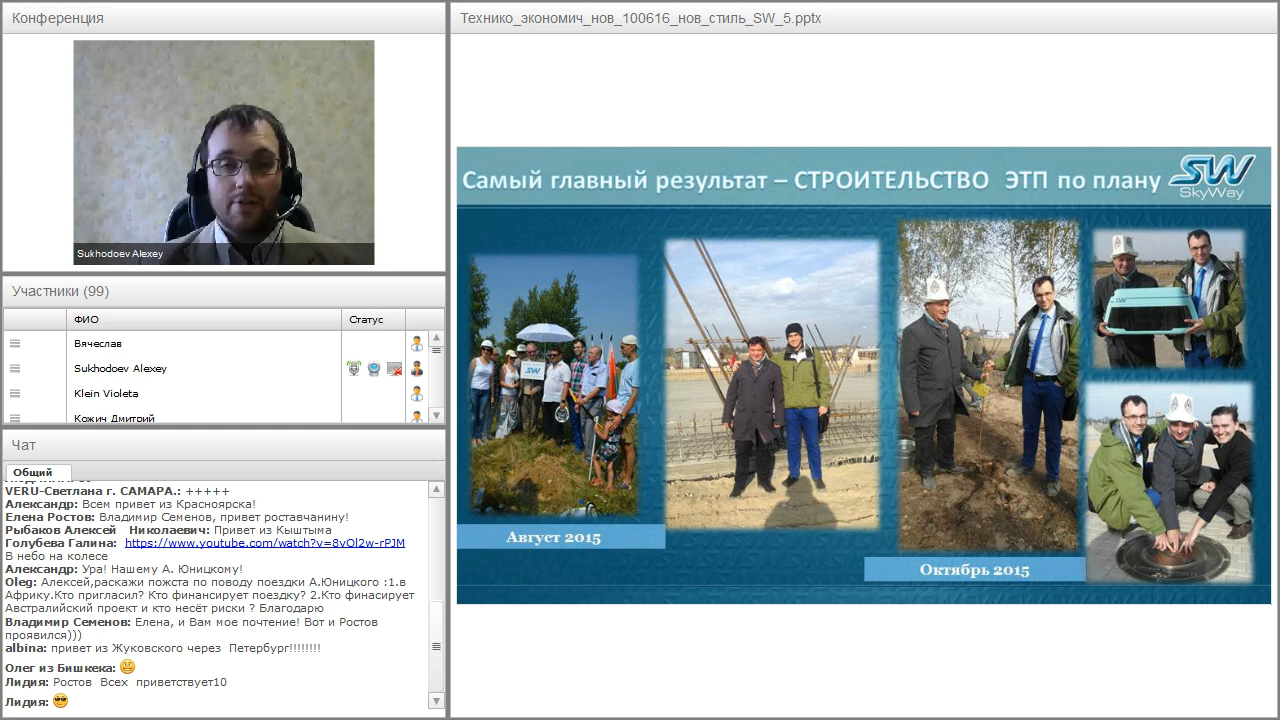 Конференция
Sukhodoev Alexey
Участники (99)
ФИО
Статус
Вячеслав
Sukhodoev Alexey
Klein Violeta
Кожич Дмитрий
Чат
Общий
VERU-Светлана г. САМАРА.: +++++
Александр: Всем привет из Красноярска!
Елена Ростов: Владимир Семенов, привет роставчанину!
Рыбаков Алексей Николаевич: Привет из Кыштыма
Голубева Галина: https://www.youtube.com/watch?v=8vOl2w-rPJM
В небо на колесе
Александр: Ура! Нашему А. Юницкому!
Oleg: Алексей,раскажи пожста по поводу поездки А.Юницкого :1.в
Африку.Кто пригласил? Кто финансирует поездку? 2.Кто финасирует
Австралийский проект и кто несёт риски ? Благодарю
Владимир Семенов: Елена, и Вам мое почтение! Вот и Ростов
проявился)))
albina: привет из Жуковского через Петербург!!!!!!!!
Олег из Бишкека:
Лидия: Ростов Всех приветствует10
Лидия:
Технико_экономич_нов_100616_нов_стиль_SW_5.pptx
Самый главный результат – СТРОИТЕЛЬСТВО ЭТП по плану
SW
SkyWay
SW
SW
Август 2015
Октябрь 2015